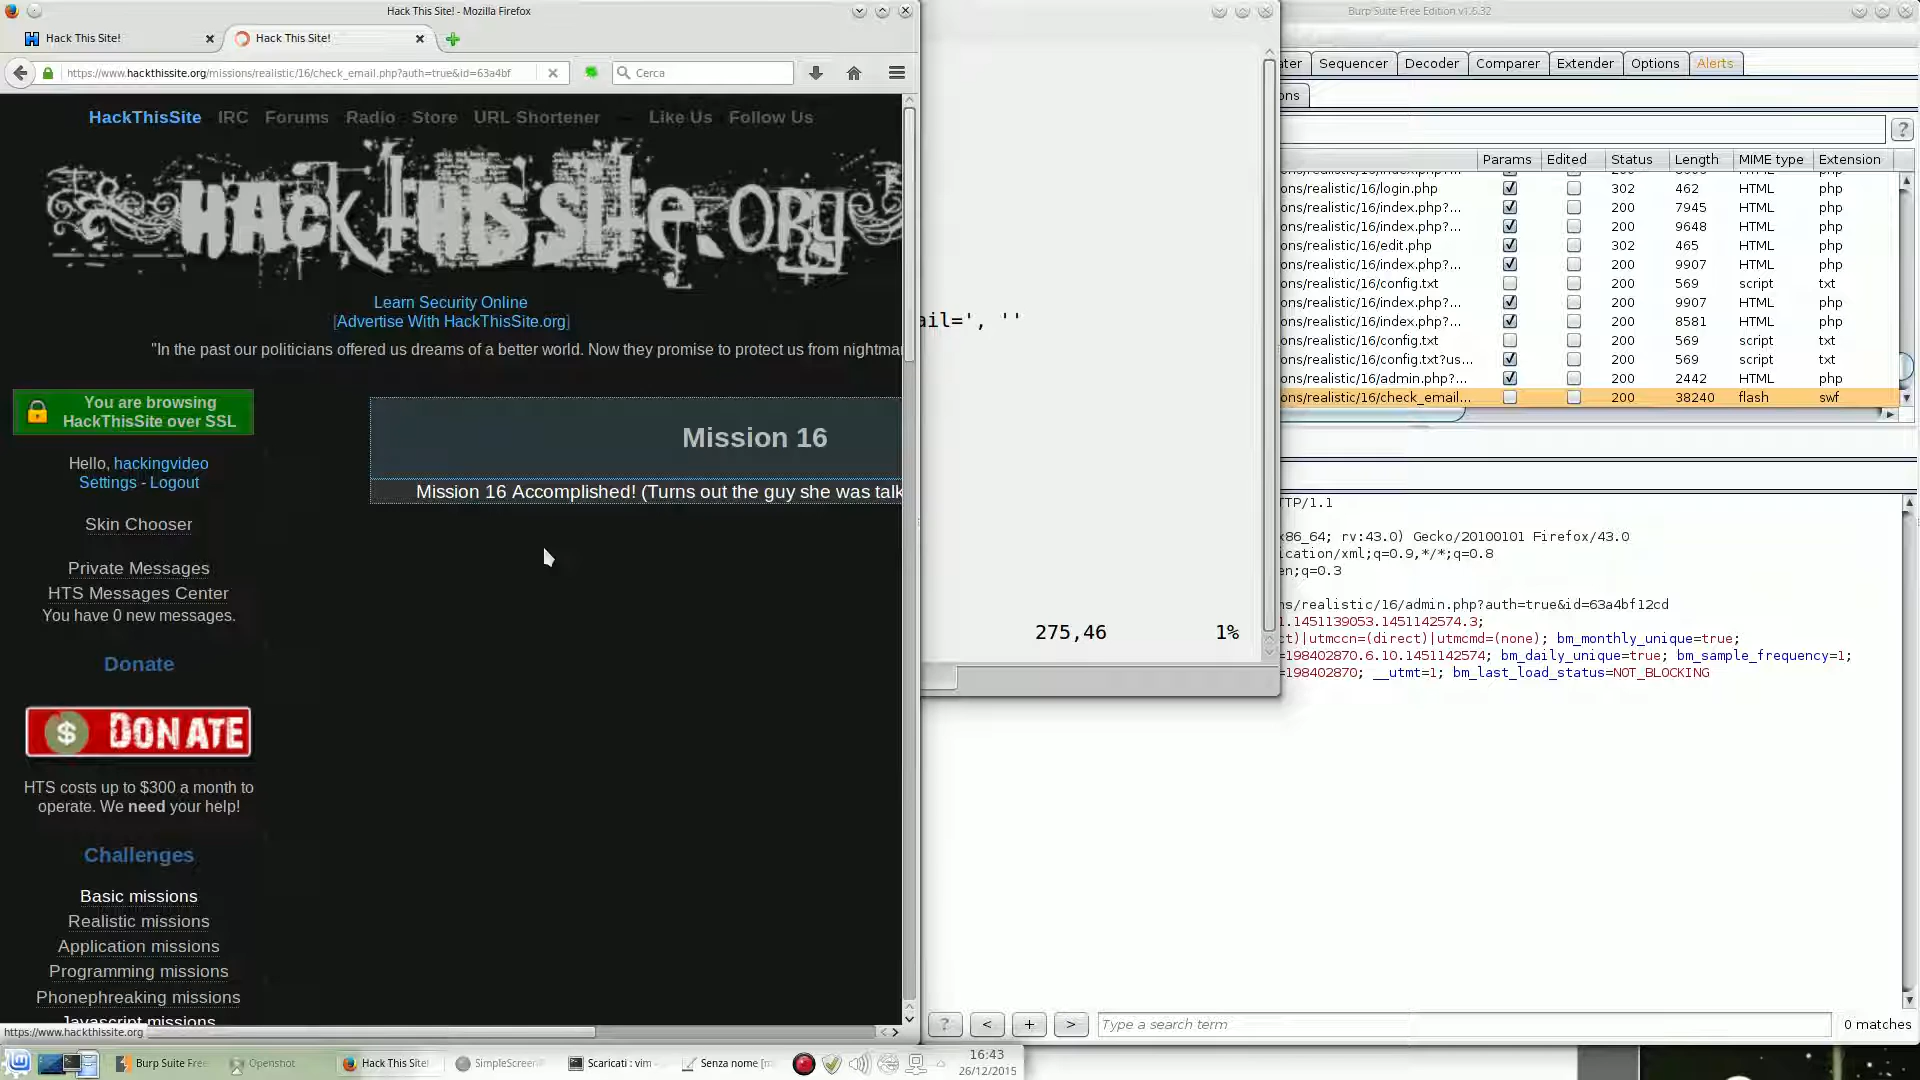 Hack This Site! - Mozilla Firefox
Hack This Site!
Hack This Site!
https://www.hackthissite.org/missions/realistic/16/check_email.php?auth=true&id=63a4bf
Cerca
HackThisSite IRC Forums Radio Store URL Shortener — Like Us Follow Us
HACK THIS SITE.ORG
Learn Security Online
[Advertise With HackThisSite.org]
"In the past our politicians offered us dreams of a better world. Now they promise to protect us from nightmar
You are browsing
HackThisSite over SSL
Hello, hackingvideo
Settings - Logout
Skin Chooser
Private Messages
HTS Messages Center
You have 0 new messages.
Donate
$ DONATE
HTS costs up to $300 a month to
operate. We need your help!
Challenges
Basic missions
Realistic missions
Application missions
Programming missions
Phonephreaking missions
Javascript missions
https://www.hackthissite.org
Mission 16
Mission 16 Accomplished! (Turns out the guy she was talk
ail=', ''
275,46 1%
Burp Suite Free Edition v1.6.32
ater Sequencer Decoder Comparer Extender Options Alerts
ons
?
Params Edited Status Length MIME type Extension
ons/realistic/16/login.php 302 462 HTML php
ons/realistic/16/index.php?... 200 7945 HTML php
ons/realistic/16/index.php?... 200 9648 HTML php
ons/realistic/16/edit.php 302 465 HTML php
ons/realistic/16/index.php?... 200 9907 HTML php
ons/realistic/16/config.txt 200 569 script txt
ons/realistic/16/index.php?... 200 9907 HTML php
ons/realistic/16/index.php?... 200 8581 HTML php
ons/realistic/16/config.txt 200 569 script txt
ons/realistic/16/config.txt?us... 200 569 script txt
ons/realistic/16/admin.php?... 200 2442 HTML php
ons/realistic/16/check_email... 200 38240 flash swf
TP/1.1
x86_64; rv:43.0) Gecko/20100101 Firefox/43.0
ication/xml;q=0.9,*/*;q=0.8
en;q=0.3
ns/realistic/16/admin.php?auth=true&id=63a4bf12cd
1.1451139053.1451142574.3;
ct)|utmccn=(direct)|utmcmd=(none); bm_monthly_unique=true;
=198402870.6.10.1451142574; bm_daily_unique=true; bm_sample_frequency=1;
=198402870; __utmt=1; bm_last_load_status=NOT_BLOCKING
? < + > Type a search term 0 matches
Burp Suite Free
Openshot
Hack This Site!
SimpleScreenR
Scaricati : vim
Senza nome [m
16:43
26/12/2015